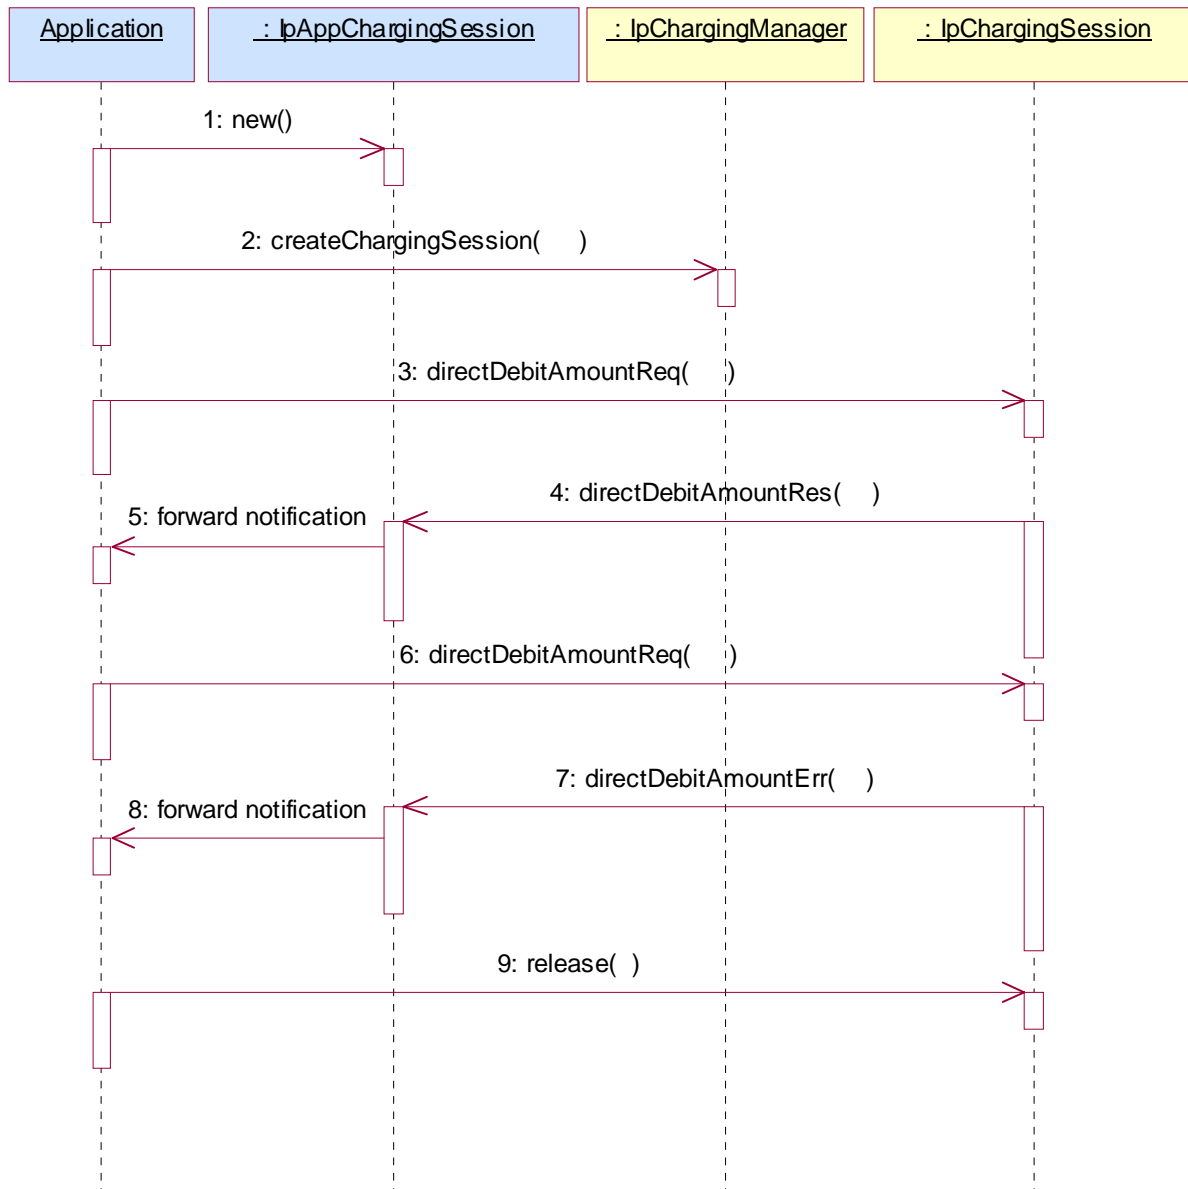 Application
: IpAppChargingSession
: IpChargingManager
: IpChargingSession
1: new()
2: createChargingSession( )
3: directDebitAmountReq( )
4: directDebitAmountRes( )
5: forward notification
6: directDebitAmountReq( )
7: directDebitAmountErr( )
8: forward notification
9: release( )